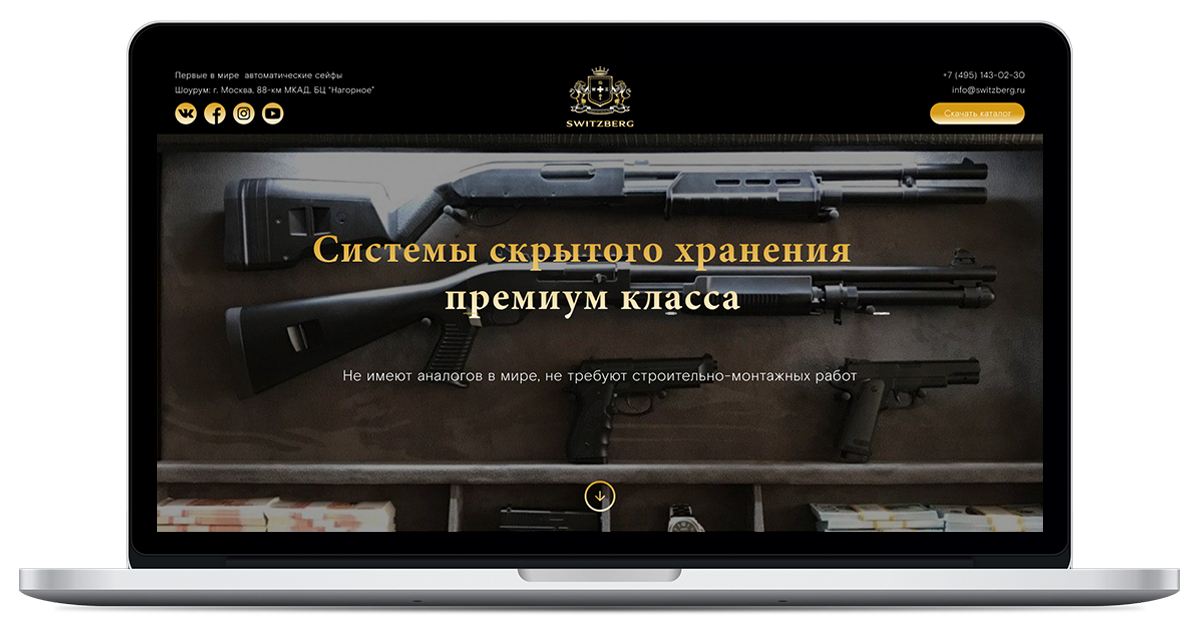 Первые в мире автоматические сейфы
Шоурум: г. Москва, 88-км МКАД, БЦ "Нагорное"
SWITZBERG
+7 (495) 143-02-30
info@switzberg.ru
Скачать каталог
Системы скрытого хранения
премиум класса
Не имеют аналогов в мире, не требуют строительно-монтажных работ